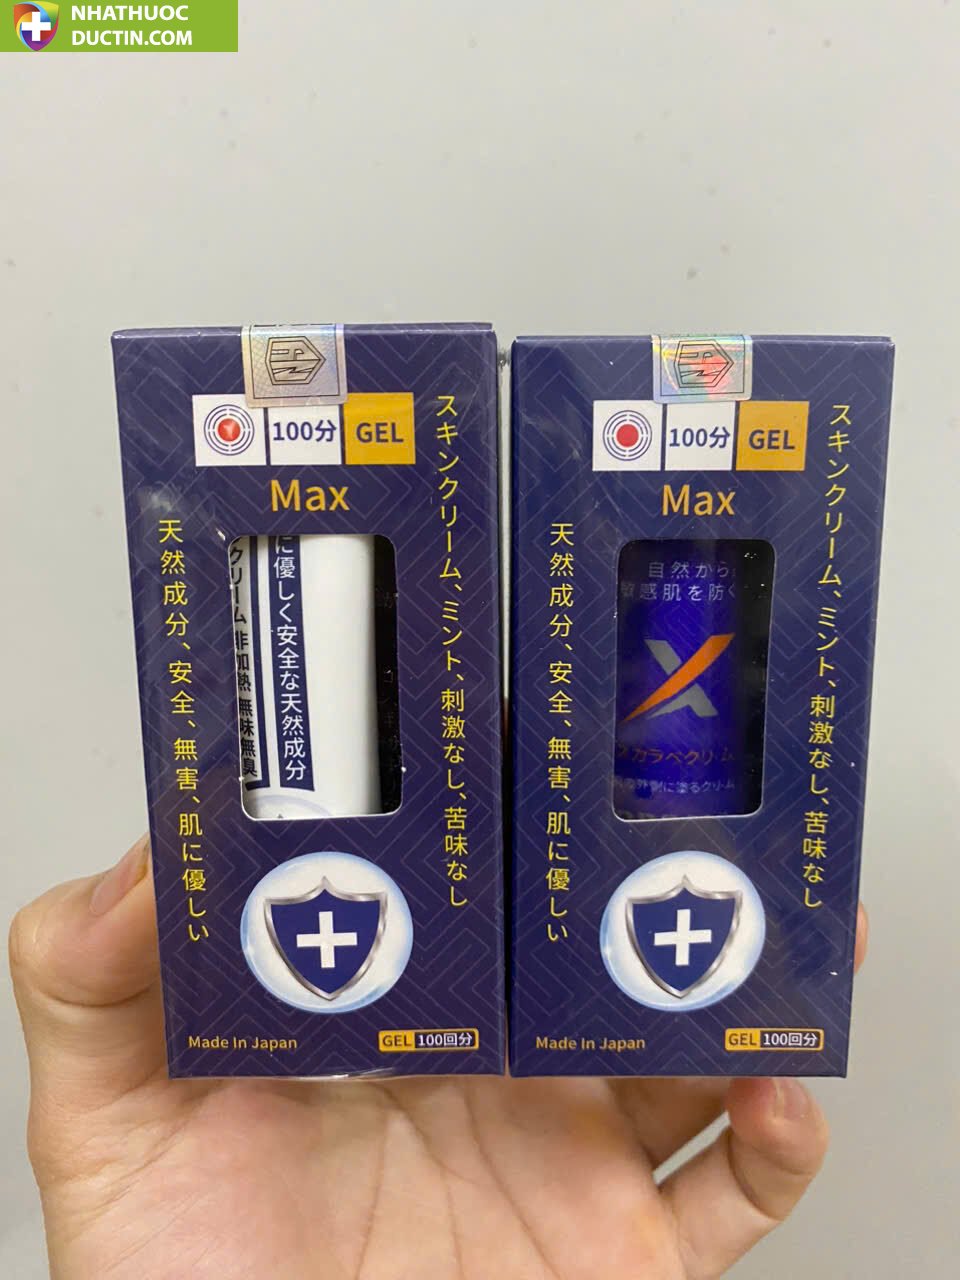 NHATHUOC
DUCTIN.COM
100分
GEL
Max
スキンクリーム、ミント、刺激なし、苦味なし
天然成分、安全、無害、肌に優しい
に優しく安全な天然成分
クリーム 非加熱 無味無臭
Made In Japan
GEL 100回分
100分
GEL
Max
スキンクリーム、ミント、刺激なし、苦味なし
天然成分、安全、無害、肌に優しい
自然から
敏感肌を防ぐ
X
カラベクリーム
に塗るクリーム
Made In Japan
GEL 100回分